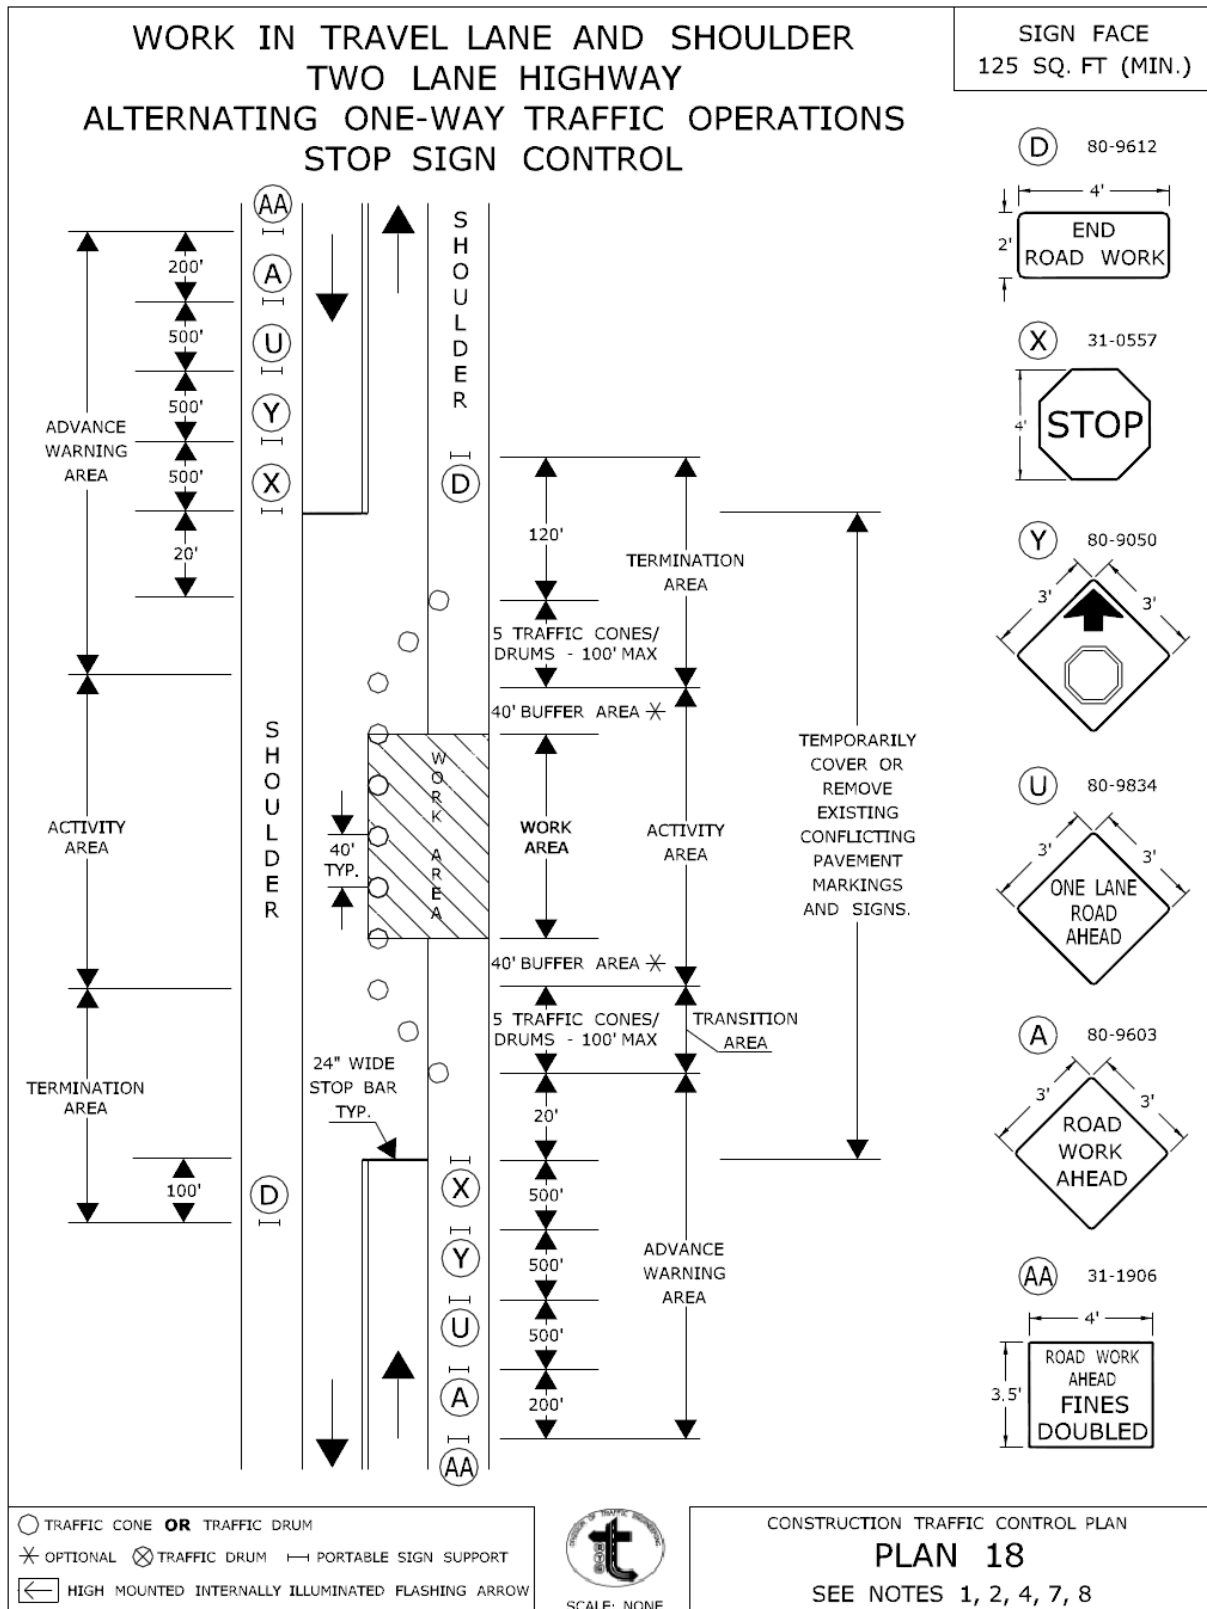 WORK IN TRAVEL LANE AND SHOULDER
TWO LANE HIGHWAY
ALTERNATING ONE-WAY TRAFFIC OPERATIONS
STOP SIGN CONTROL
SIGN FACE
125 SQ. FT (MIN.)
AA
200'
A
500'
U
500'
Y
500'
X
20'
ADVANCE
WARNING
AREA
SHOULDER
D
120'
TERMINATION
AREA
5 TRAFFIC CONES/
DRUMS - 100' MAX
40' BUFFER AREA *
SHOULDER
ACTIVITY
AREA
40'
TYP.
WORK AREA
WORK
AREA
ACTIVITY
AREA
TEMPORARILY
COVER OR
REMOVE
EXISTING
CONFLICTING
PAVEMENT
MARKINGS
AND SIGNS.
40' BUFFER AREA *
5 TRAFFIC CONES/
DRUMS - 100' MAX
TRANSITION
AREA
24" WIDE
STOP BAR
TYP.
TERMINATION
AREA
20'
100'
D
X
500'
Y
500'
U
500'
A
200'
AA
ADVANCE
WARNING
AREA
D 80-9612
4'
2'
END
ROAD WORK
X 31-0557
4'
STOP
Y 80-9050
3' 3'
U 80-9834
3' 3'
ONE LANE
ROAD
AHEAD
A 80-9603
3' 3'
ROAD
WORK
AHEAD
AA 31-1906
4'
3.5'
ROAD WORK
AHEAD
FINES
DOUBLED
TRAFFIC CONE OR TRAFFIC DRUM
* OPTIONAL TRAFFIC DRUM PORTABLE SIGN SUPPORT
HIGH MOUNTED INTERNALLY ILLUMINATED FLASHING ARROW
DIVISION OF TRAFFIC ENGINEERING
SCALE: NONE
CONSTRUCTION TRAFFIC CONTROL PLAN
PLAN 18
SEE NOTES 1, 2, 4, 7, 8